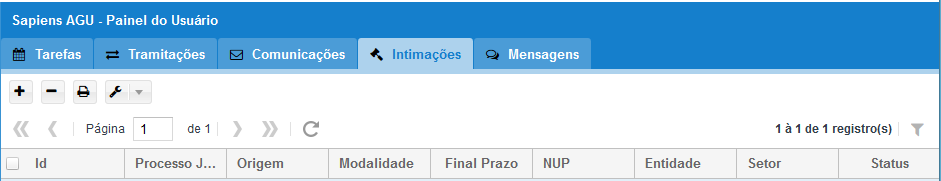 Sapiens AGU - Painel do Usuário
Tarefas Tramitações Comunicações Intimações Mensagens
Página 1 de 1 1 à 1 de 1 registro(s)
Id Processo J... Origem Modalidade Final Prazo NUP Entidade Setor Status